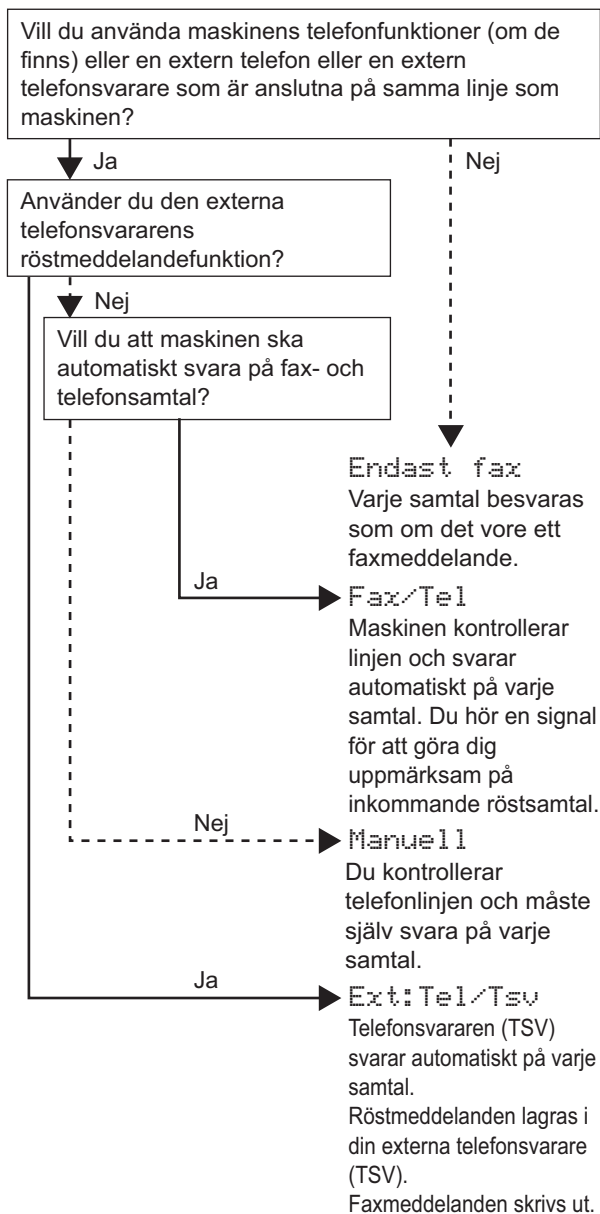 Vill du använda maskinens telefonfunktioner (om de
finns) eller en extern telefon eller en extern
telefonsvarare som är anslutna på samma linje som
maskinen?
Ja
Nej
Använder du den externa
telefonsvararens
röstmeddelandefunktion?
Nej
Vill du att maskinen ska
automatiskt svara på fax- och
telefonsamtal?
Endast fax
Varje samtal besvaras
som om det vore ett
faxmeddelande.
Ja
Fax/Tel
Maskinen kontrollerar
linjen och svarar
automatiskt på varje
samtal. Du hör en signal
för att göra dig
uppmärksam på
inkommande röstsamtal.
Nej
Manuell
Du kontrollerar
telefonlinjen och måste
själv svara på varje
samtal.
Ja
Ext:Tel/Tsv
Telefonsvararen (TSV)
svarar automatiskt på varje
samtal.
Röstmeddelanden lagras i
din externa telefonsvarare
(TSV).
Faxmeddelanden skrivs ut.